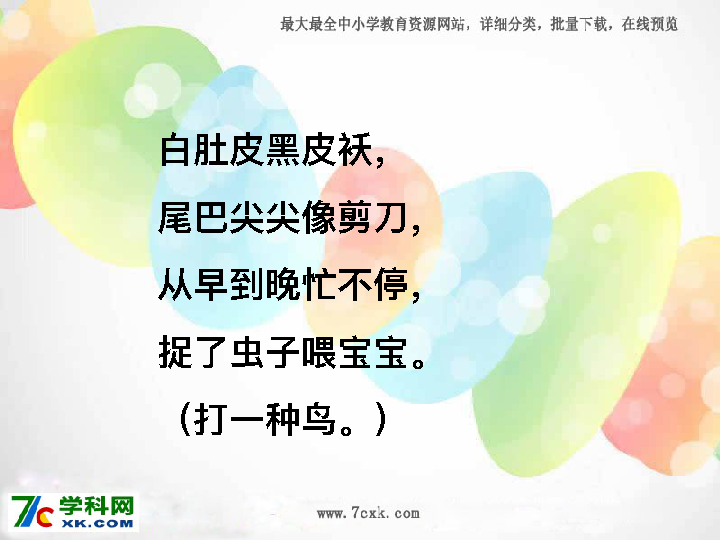 最大最全中小学教育资源网站，详细分类，批量下载，在线预览
白肚皮黑皮袄，
尾巴尖尖像剪刀，
从早到晚忙不停，
捉了虫子喂宝宝。
（打一种鸟。）
7C 学科网
XK.COM
www.7cxk.com